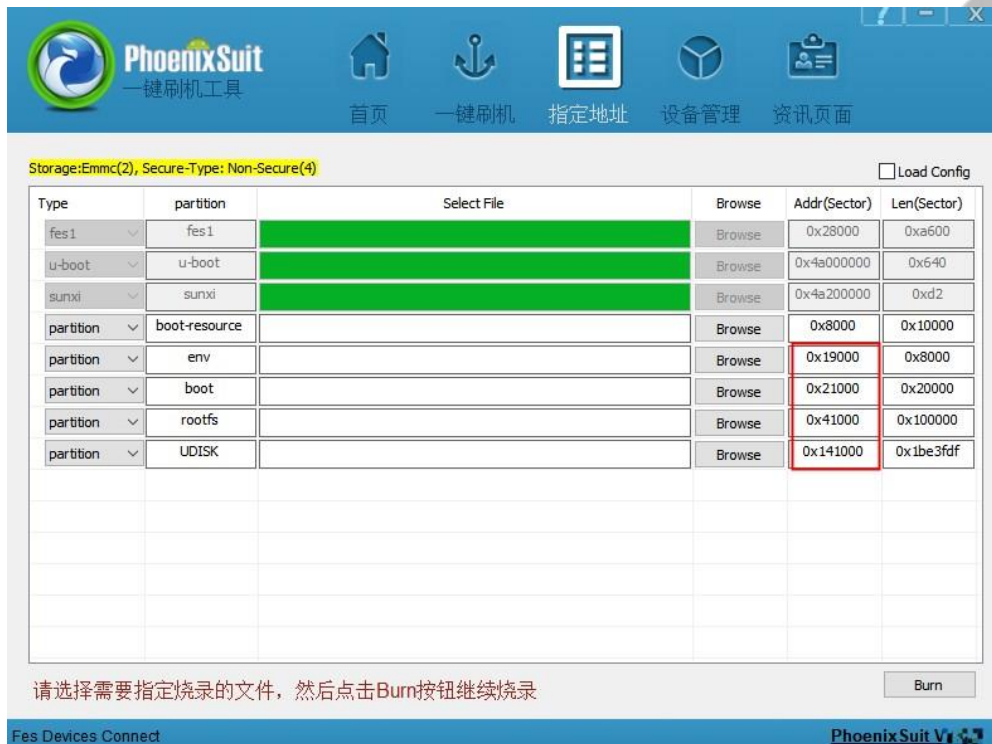 ? – X
PhoenixSuit
一键刷机工具
首页 一键刷机 指定地址 设备管理 资讯页面
Storage:Emmc(2), Secure-Type: Non-Secure(4)
Load Config
Type partition Select File Browse Addr(Sector) Len(Sector)
fes1 fes1 Browse 0x28000 0xa600
u-boot u-boot Browse 0x4a000000 0x640
sunxi sunxi Browse 0x4a200000 0xd2
partition boot-resource Browse 0x8000 0x10000
partition env Browse 0x19000 0x8000
partition boot Browse 0x21000 0x20000
partition rootfs Browse 0x41000 0x100000
partition UDISK Browse 0x141000 0x1be3fdf
请选择需要指定烧录的文件，然后点击Burn按钮继续烧录
Burn
Fes Devices Connect
PhoenixSuit